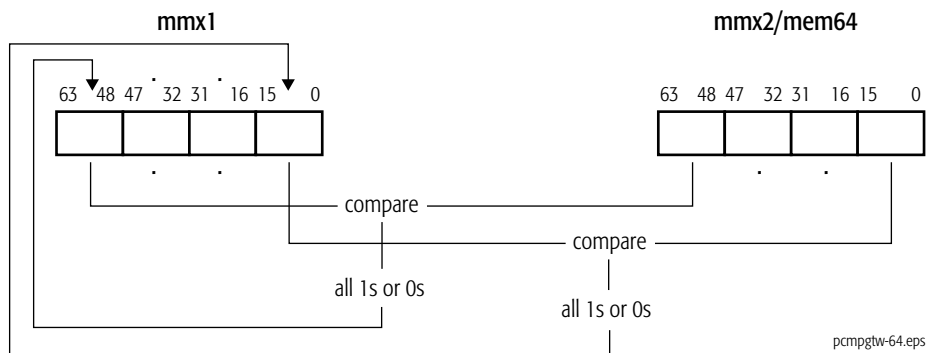 mmx1 mmx2/mem64
63 48 47 32 31 16 15 0 63 48 47 32 31 16 15 0
compare
compare
all 1s or 0s
all 1s or 0s
pcmpgtw-64.eps